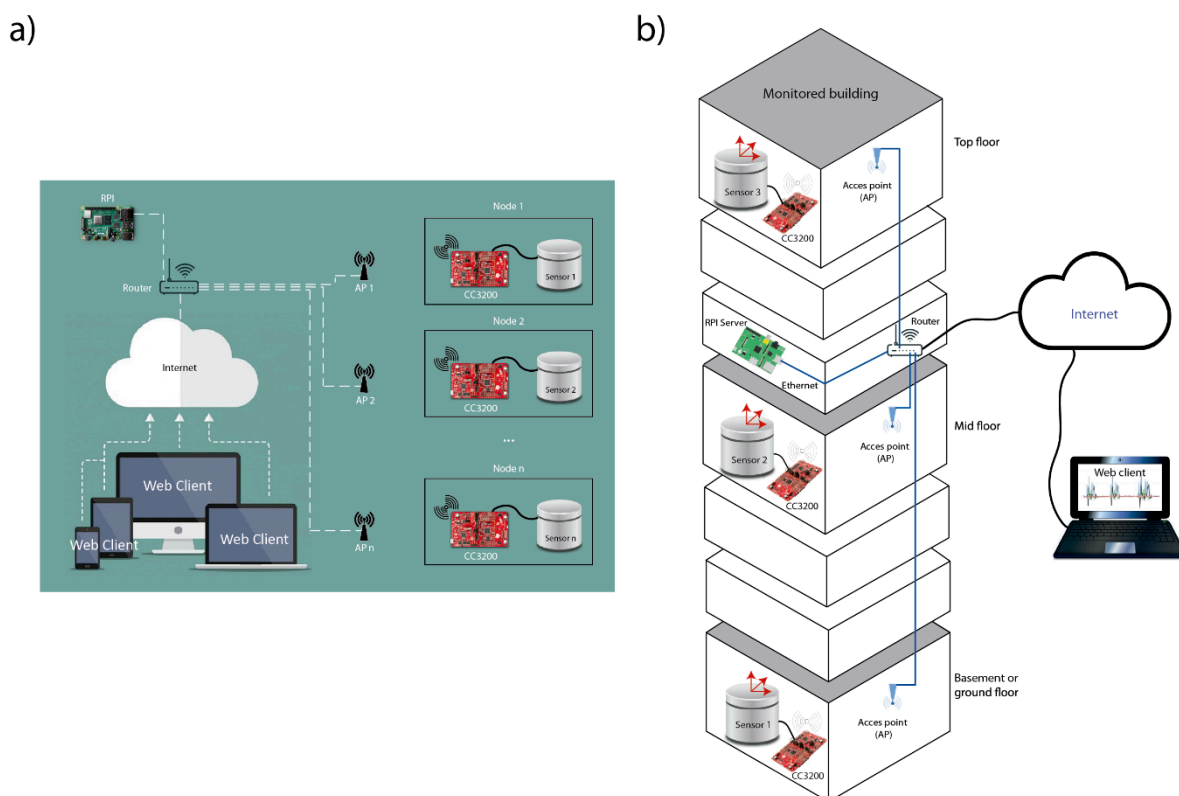 a)
RPI
Router
Internet
Web Client
Web Client
Web Client
AP 1
AP 2
AP n
Node 1
CC3200
Sensor 1
Node 2
CC3200
Sensor 2
...
Node n
CC3200
Sensor n
b)
Monitored building
Top floor
Sensor 3
CC3200
Acces point
(AP)
RPI Server
Router
Ethernet
Internet
Mid floor
Sensor 2
CC3200
Acces point
(AP)
Web client
Basement or
ground floor
Sensor 1
CC3200
Acces point
(AP)